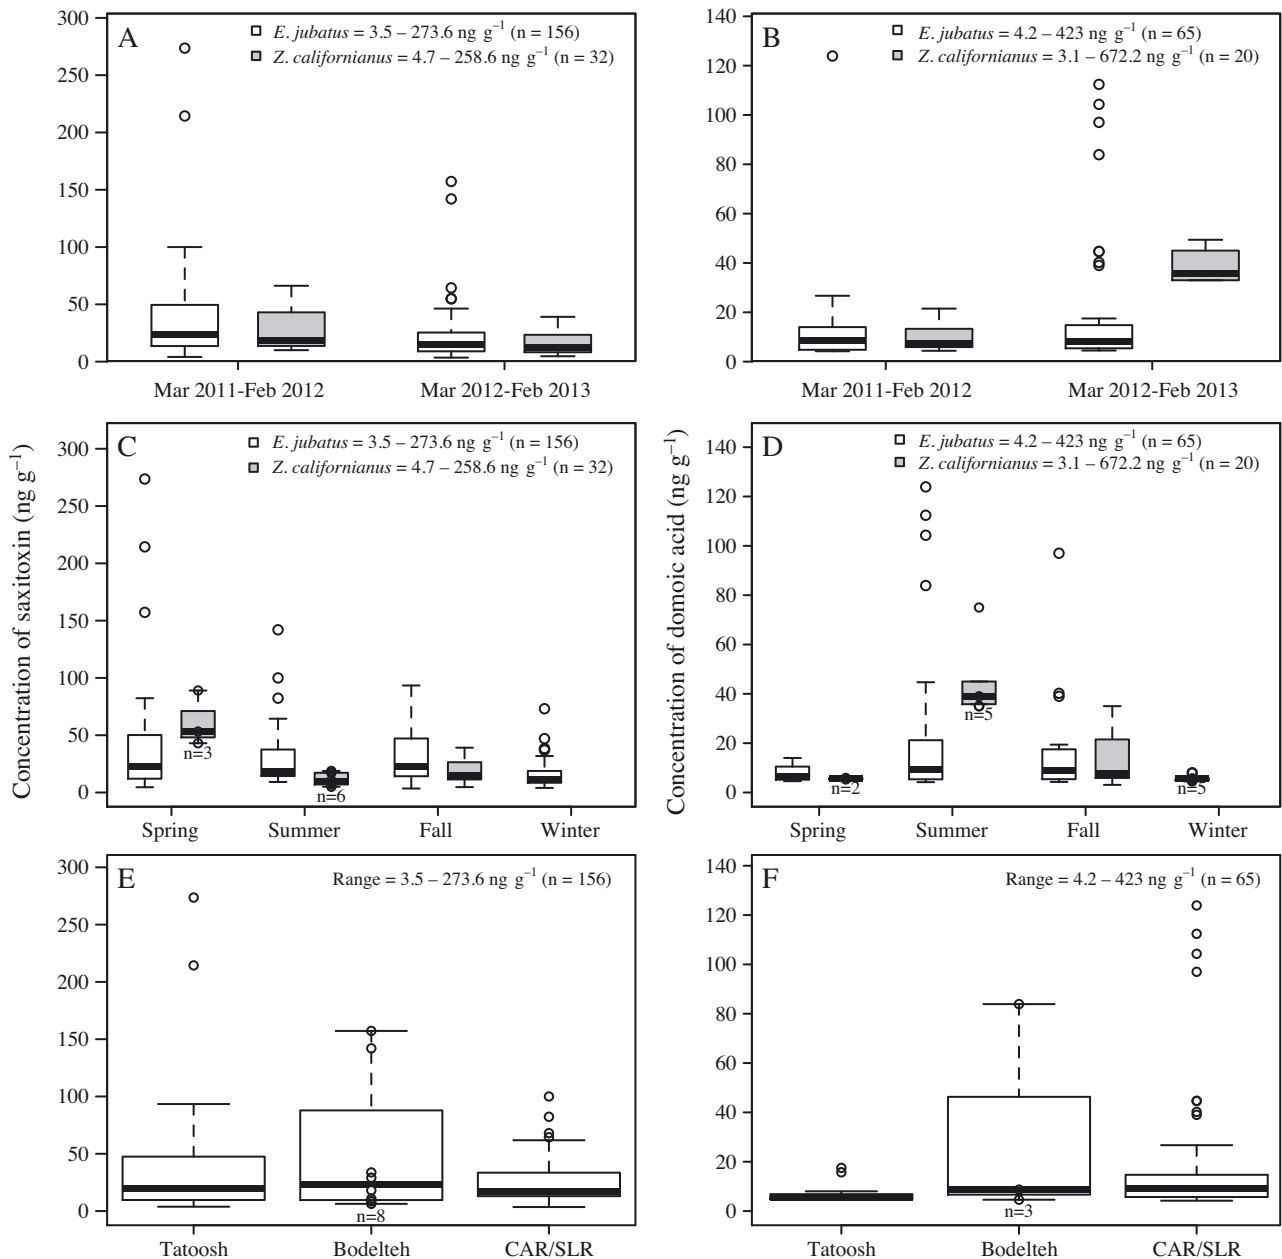 A
E. jubatus = 3.5 – 273.6 ng g⁻¹ (n = 156)
Z. californianus = 4.7 – 258.6 ng g⁻¹ (n = 32)
300
250
200
150
100
50
0
Mar 2011-Feb 2012
Mar 2012-Feb 2013
B
E. jubatus = 4.2 – 423 ng g⁻¹ (n = 65)
Z. californianus = 3.1 – 672.2 ng g⁻¹ (n = 20)
140
120
100
80
60
40
20
0
Mar 2011-Feb 2012
Mar 2012-Feb 2013
Concentration of saxitoxin (ng g⁻¹)
C
E. jubatus = 3.5 – 273.6 ng g⁻¹ (n = 156)
Z. californianus = 4.7 – 258.6 ng g⁻¹ (n = 32)
300
250
200
150
100
50
0
n=3
n=6
Spring
Summer
Fall
Winter
Concentration of domoic acid (ng g⁻¹)
D
E. jubatus = 4.2 – 423 ng g⁻¹ (n = 65)
Z. californianus = 3.1 – 672.2 ng g⁻¹ (n = 20)
140
120
100
80
60
40
20
0
n=2
n=5
n=5
Spring
Summer
Fall
Winter
E
Range = 3.5 – 273.6 ng g⁻¹ (n = 156)
300
250
200
150
100
50
0
n=8
Tatoosh
Bodelteh
CAR/SLR
F
Range = 4.2 – 423 ng g⁻¹ (n = 65)
140
120
100
80
60
40
20
0
n=3
Tatoosh
Bodelteh
CAR/SLR